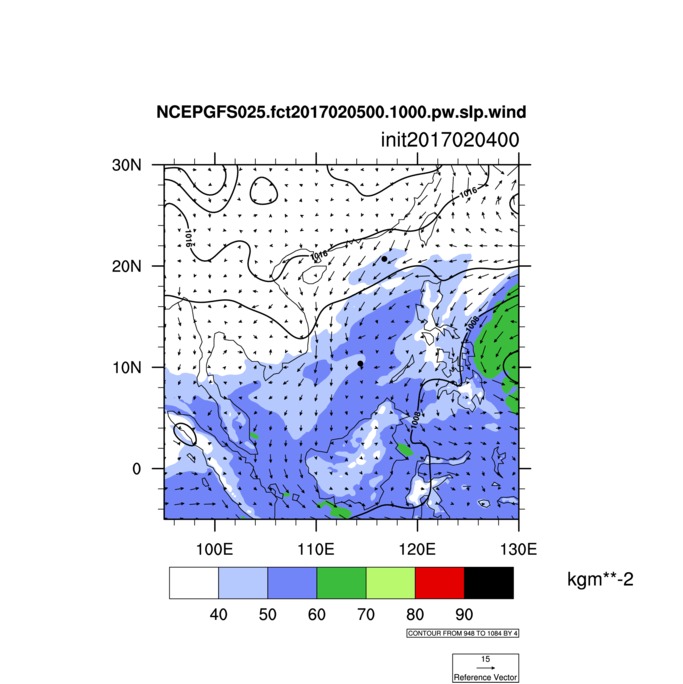 NCEPGFS025.fct2017020500.1000.pw.slp.wind
init2017020400
30N
20N
10N
0
100E 110E 120E 130E
1016
1016
1016
1008
1008
40 50 60 70 80 90
kgm**-2
CONTOUR FROM 948 TO 1084 BY 4
15
Reference Vector